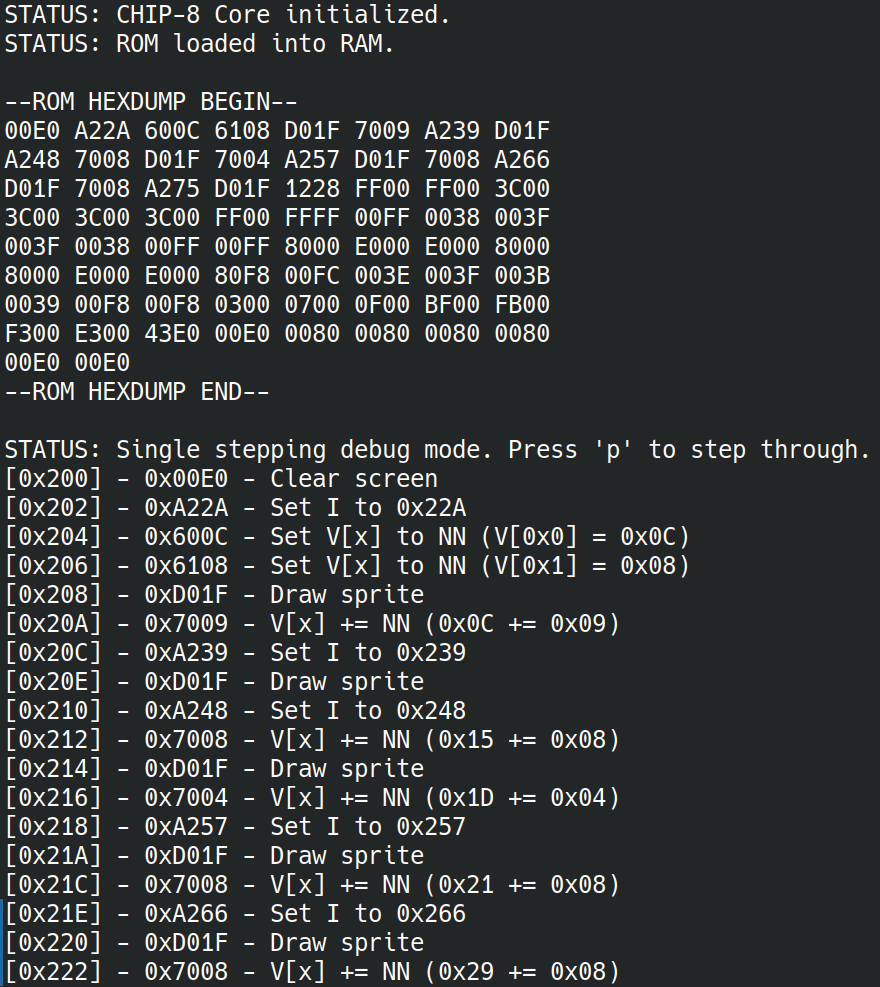 STATUS: CHIP-8 Core initialized.
STATUS: ROM loaded into RAM.
--ROM HEXDUMP BEGIN--
00E0 A22A 600C 6108 D01F 7009 A239 D01F
A248 7008 D01F 7004 A257 D01F 7008 A266
D01F 7008 A275 D01F 1228 FF00 FF00 3C00
3C00 3C00 3C00 FF00 FFFF 00FF 0038 003F
003F 0038 00FF 00FF 8000 E000 E000 8000
8000 E000 E000 80F8 00FC 003E 003F 003B
0039 00F8 00F8 0300 0700 0F00 BF00 FB00
F300 E300 43E0 00E0 0080 0080 0080 0080
00E0 00E0
--ROM HEXDUMP END--
STATUS: Single stepping debug mode. Press 'p' to step through.
[0x200] - 0x00E0 - Clear screen
[0x202] - 0xA22A - Set I to 0x22A
[0x204] - 0x600C - Set V[x] to NN (V[0x0] = 0x0C)
[0x206] - 0x6108 - Set V[x] to NN (V[0x1] = 0x08)
[0x208] - 0xD01F - Draw sprite
[0x20A] - 0x7009 - V[x] += NN (0x0C += 0x09)
[0x20C] - 0xA239 - Set I to 0x239
[0x20E] - 0xD01F - Draw sprite
[0x210] - 0xA248 - Set I to 0x248
[0x212] - 0x7008 - V[x] += NN (0x15 += 0x08)
[0x214] - 0xD01F - Draw sprite
[0x216] - 0x7004 - V[x] += NN (0x1D += 0x04)
[0x218] - 0xA257 - Set I to 0x257
[0x21A] - 0xD01F - Draw sprite
[0x21C] - 0x7008 - V[x] += NN (0x21 += 0x08)
[0x21E] - 0xA266 - Set I to 0x266
[0x220] - 0xD01F - Draw sprite
[0x222] - 0x7008 - V[x] += NN (0x29 += 0x08)